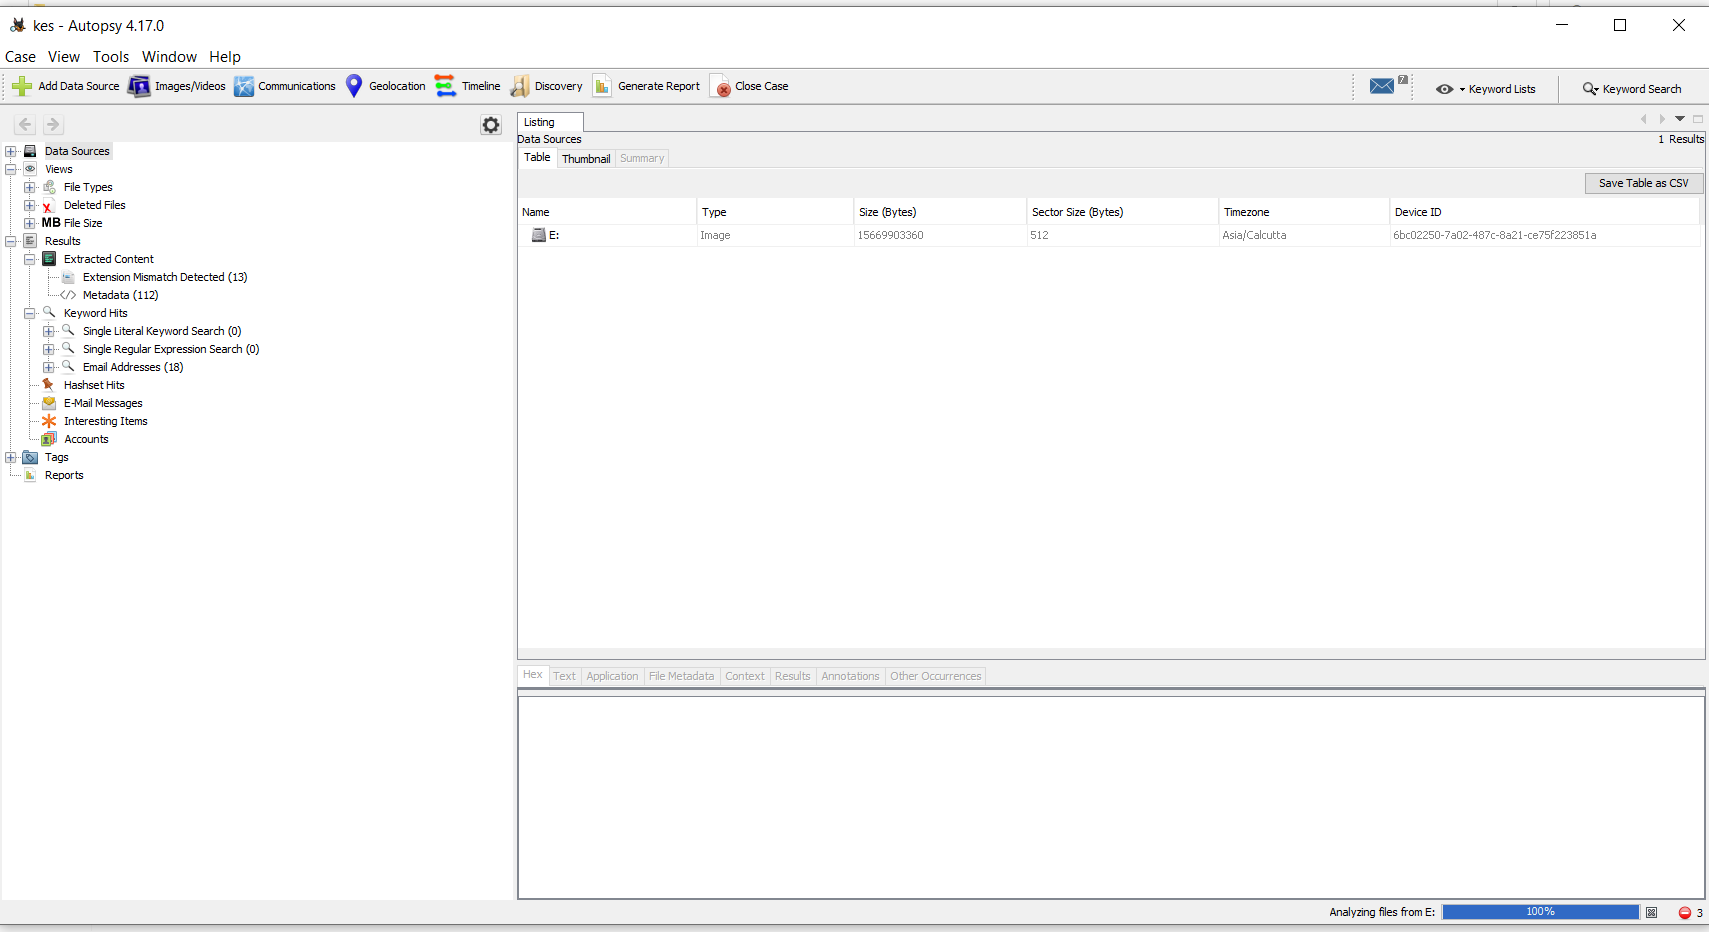 kes - Autopsy 4.17.0
Case View Tools Window Help
Add Data Source Images/Videos Communications Geolocation Timeline Discovery Generate Report Close Case 7 Keyword Lists Keyword Search
Data Sources
Views
File Types
Deleted Files
MB File Size
Results
Extracted Content
Extension Mismatch Detected (13)
Metadata (112)
Keyword Hits
Single Literal Keyword Search (0)
Single Regular Expression Search (0)
Email Addresses (18)
Hashset Hits
E-Mail Messages
Interesting Items
Accounts
Tags
Reports
Listing
Data Sources 1 Results
Table Thumbnail Summary
Save Table as CSV
Name Type Size (Bytes) Sector Size (Bytes) Timezone Device ID
E: Image 15669903360 512 Asia/Calcutta 6bc02250-7a02-487c-8a21-ce75f223851a
Hex Text Application File Metadata Context Results Annotations Other Occurrences
Analyzing files from E: 100% 3